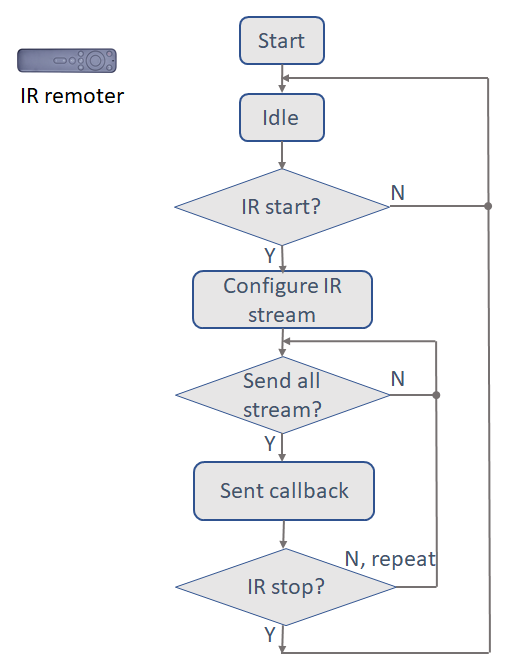 Start
IR remoter
Idle
IR start?
N
Y
Configure IR
stream
Send all
stream?
N
Y
Sent callback
N, repeat
IR stop?
Y